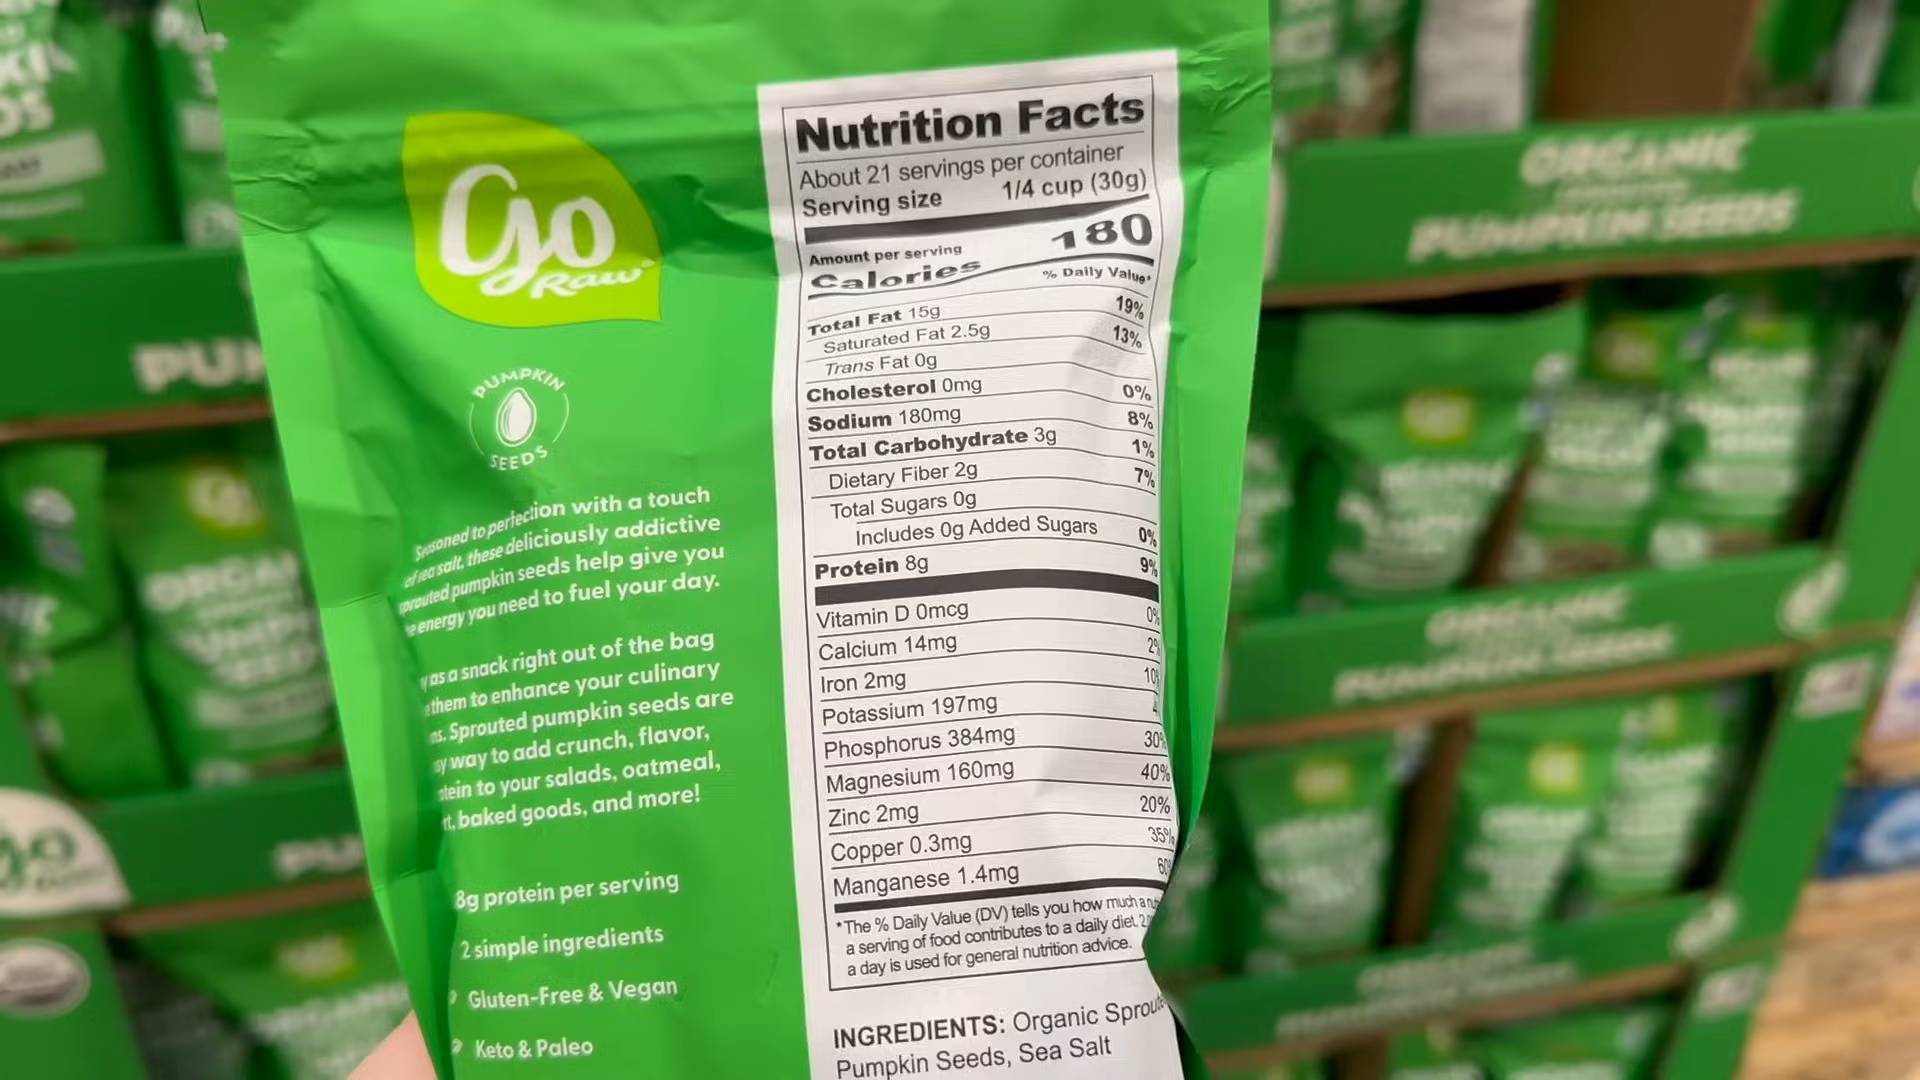 Go
Raw
PUMPKIN
SEEDS
Seasoned to perfection with a touch
of sea salt, these deliciously addictive
sprouted pumpkin seeds help give you
energy you need to fuel your day.
as a snack right out of the bag
them to enhance your culinary
Sprouted pumpkin seeds are
way to add crunch, flavor,
to your salads, oatmeal,
baked goods, and more!
8g protein per serving
2 simple ingredients
Gluten-Free & Vegan
Keto & Paleo
Nutrition Facts
About 21 servings per container
Serving size 1/4 cup (30g)
Amount per serving
Calories 180
% Daily Value*
Total Fat 15g 19%
Saturated Fat 2.5g 13%
Trans Fat 0g
Cholesterol 0mg 0%
Sodium 180mg 8%
Total Carbohydrate 3g 1%
Dietary Fiber 2g 7%
Total Sugars 0g
Includes 0g Added Sugars 0%
Protein 8g 9%
Vitamin D 0mcg 0%
Calcium 14mg 2%
Iron 2mg 10
Potassium 197mg
Phosphorus 384mg 30%
Magnesium 160mg 40%
Zinc 2mg 20%
Copper 0.3mg 35%
Manganese 1.4mg 60
*The % Daily Value (DV) tells you how much a
a serving of food contributes to a daily diet.
a day is used for general nutrition advice.
INGREDIENTS: Organic
Pumpkin Seeds, Sea Salt
ORGANIC
PUMPKIN SEEDS
ORGANIC
PUMPKIN SEEDS